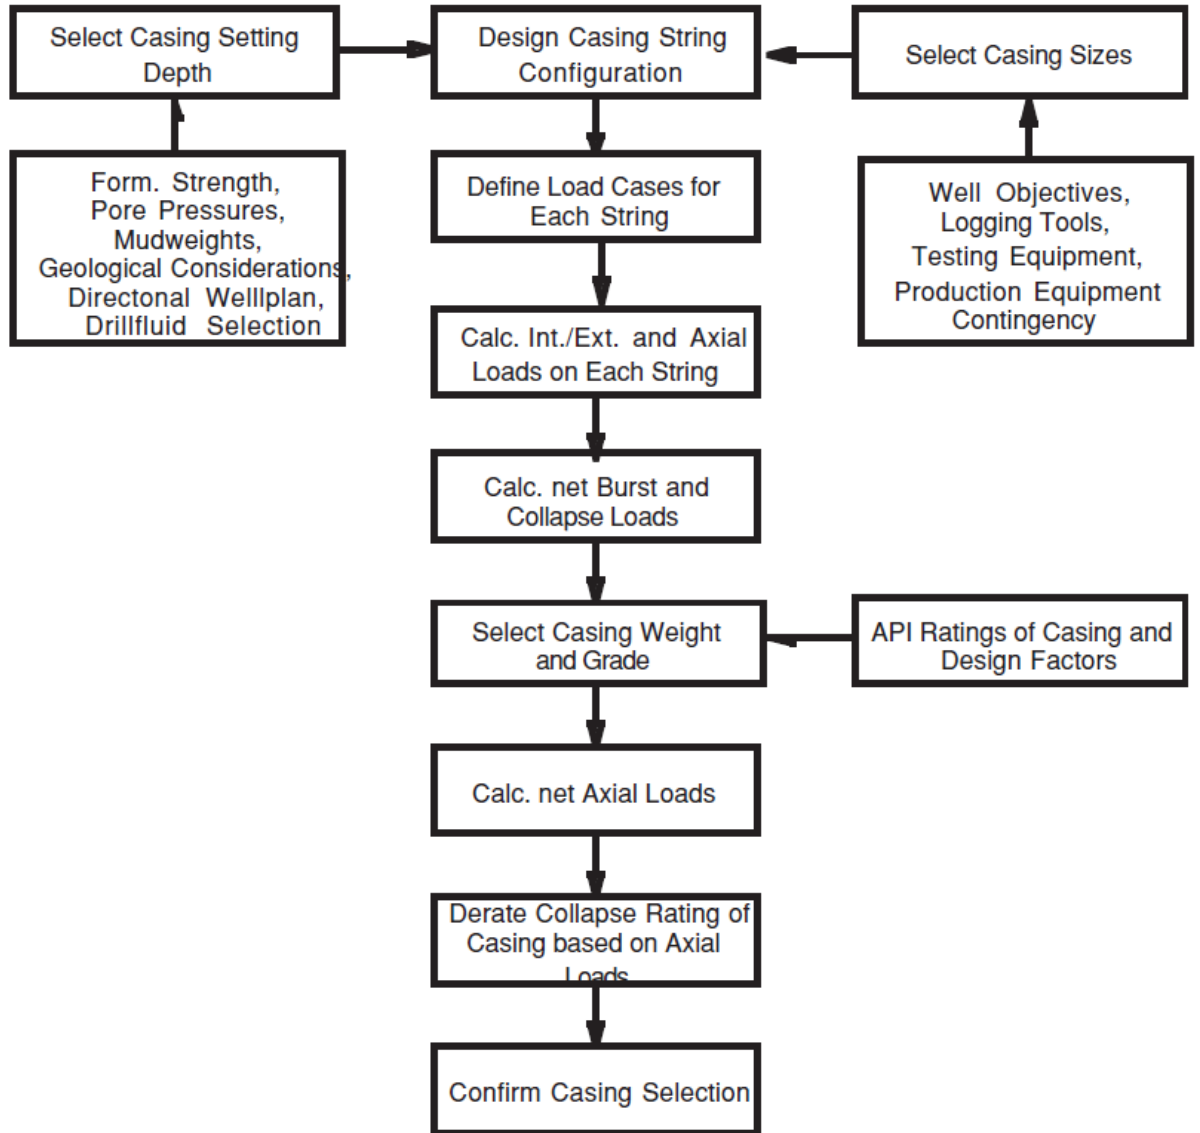 Select Casing Setting
Depth
Design Casing String
Configuration
Select Casing Sizes
Form. Strength,
Pore Pressures,
Mudweights,
Geological Considerations,
Directonal Welllplan,
Drillfluid Selection
Define Load Cases for
Each String
Well Objectives,
Logging Tools,
Testing Equipment,
Production Equipment
Contingency
Calc. Int./Ext. and Axial
Loads on Each String
Calc. net Burst and
Collapse Loads
Select Casing Weight
and Grade
API Ratings of Casing and
Design Factors
Calc. net Axial Loads
Derate Collapse Rating of
Casing based on Axial
Loads
Confirm Casing Selection